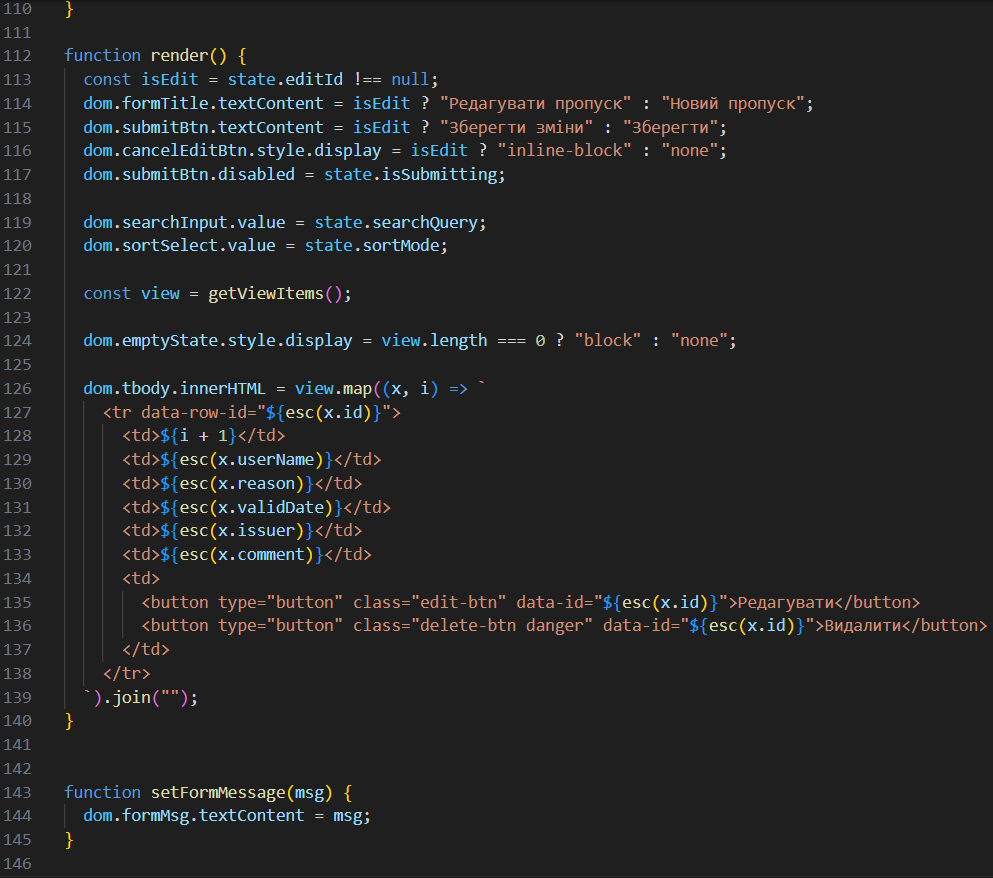 110 }
111
112 function render() {
113   const isEdit = state.editId !== null;
114   dom.formTitle.textContent = isEdit ? "Редагувати пропуск" : "Новий пропуск";
115   dom.submitBtn.textContent = isEdit ? "Зберегти зміни" : "Зберегти";
116   dom.cancelEditBtn.style.display = isEdit ? "inline-block" : "none";
117   dom.submitBtn.disabled = state.isSubmitting;
118
119   dom.searchInput.value = state.searchQuery;
120   dom.sortSelect.value = state.sortMode;
121
122   const view = getViewItems();
123
124   dom.emptyState.style.display = view.length === 0 ? "block" : "none";
125
126   dom.tbody.innerHTML = view.map((x, i) => `
127     <tr data-row-id="${esc(x.id)}">
128       <td>${i + 1}</td>
129       <td>${esc(x.userName)}</td>
130       <td>${esc(x.reason)}</td>
131       <td>${esc(x.validDate)}</td>
132       <td>${esc(x.issuer)}</td>
133       <td>${esc(x.comment)}</td>
134       <td>
135         <button type="button" class="edit-btn" data-id="${esc(x.id)}">Редагувати</button>
136         <button type="button" class="delete-btn danger" data-id="${esc(x.id)}">Видалити</button>
137       </td>
138     </tr>
139   `).join("");
140 }
141
142
143 function setFormMessage(msg) {
144   dom.formMsg.textContent = msg;
145 }
146